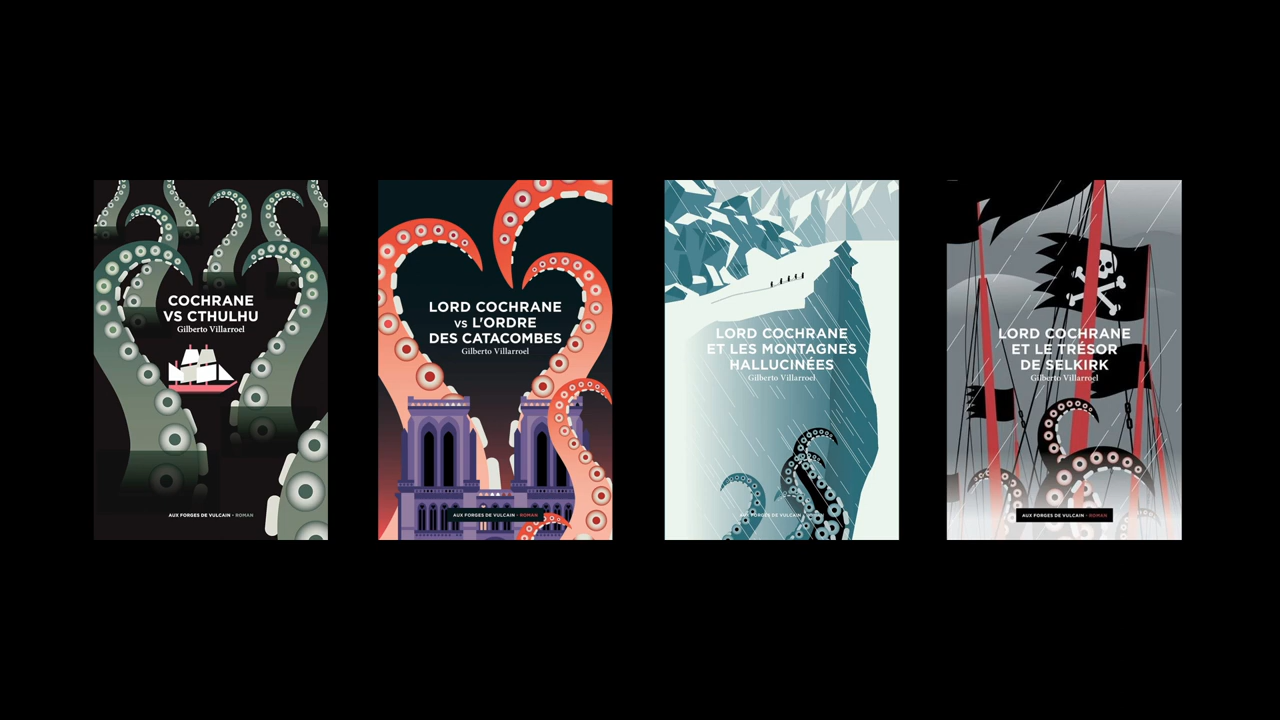 COCHRANE
VS CTHULHU
Gilberto Villarroel
AUX FORGES DE VULCAIN • ROMAN
LORD COCHRANE
VS L'ORDRE
DES CATACOMBES
Gilberto Villarroel
AUX FORGES DE VULCAIN • ROMAN
LORD COCHRANE
ET LES MONTAGNES
HALLUCINÉES
Gilberto Villarroel
AUX FORGES DE VULCAIN • ROMAN
LORD COCHRANE
ET LE TRÉSOR
DE SELKIRK
Gilberto Villarroel
AUX FORGES DE VULCAIN • ROMAN